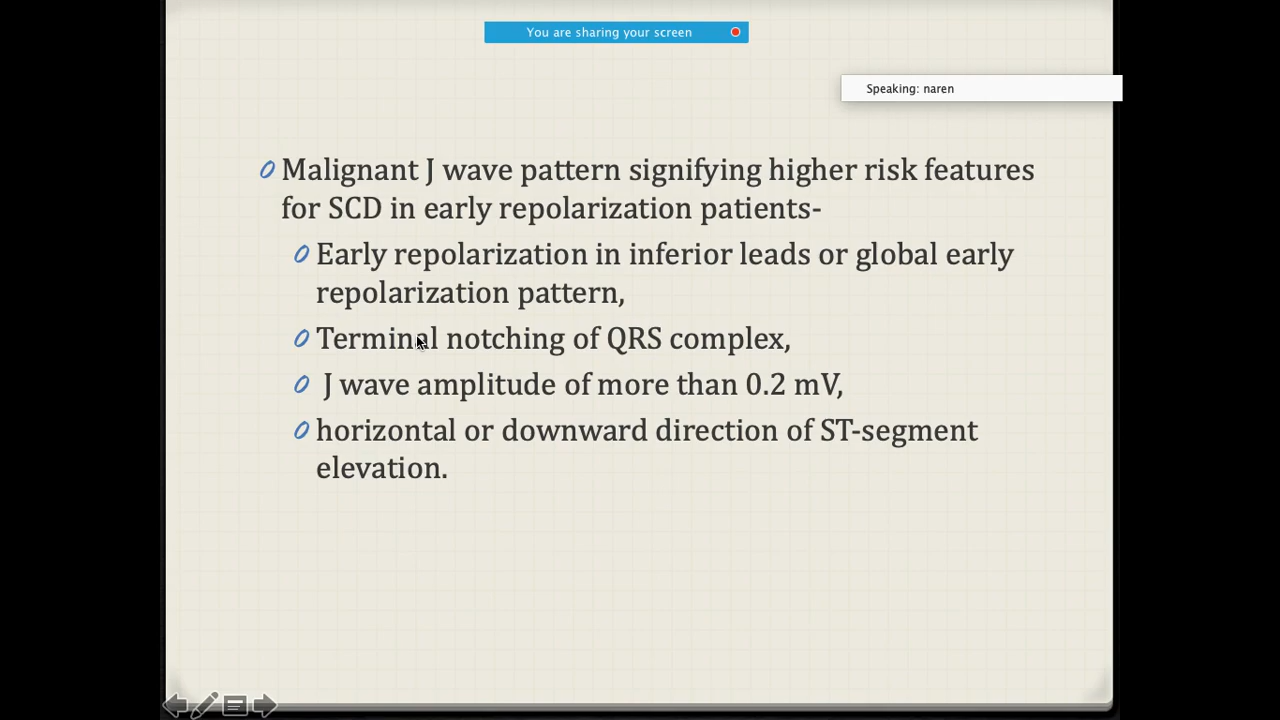 You are sharing your screen
Speaking: naren
Malignant J wave pattern signifying higher risk features
for SCD in early repolarization patients-
Early repolarization in inferior leads or global early
repolarization pattern,
Terminal notching of QRS complex,
J wave amplitude of more than 0.2 mV,
horizontal or downward direction of ST-segment
elevation.